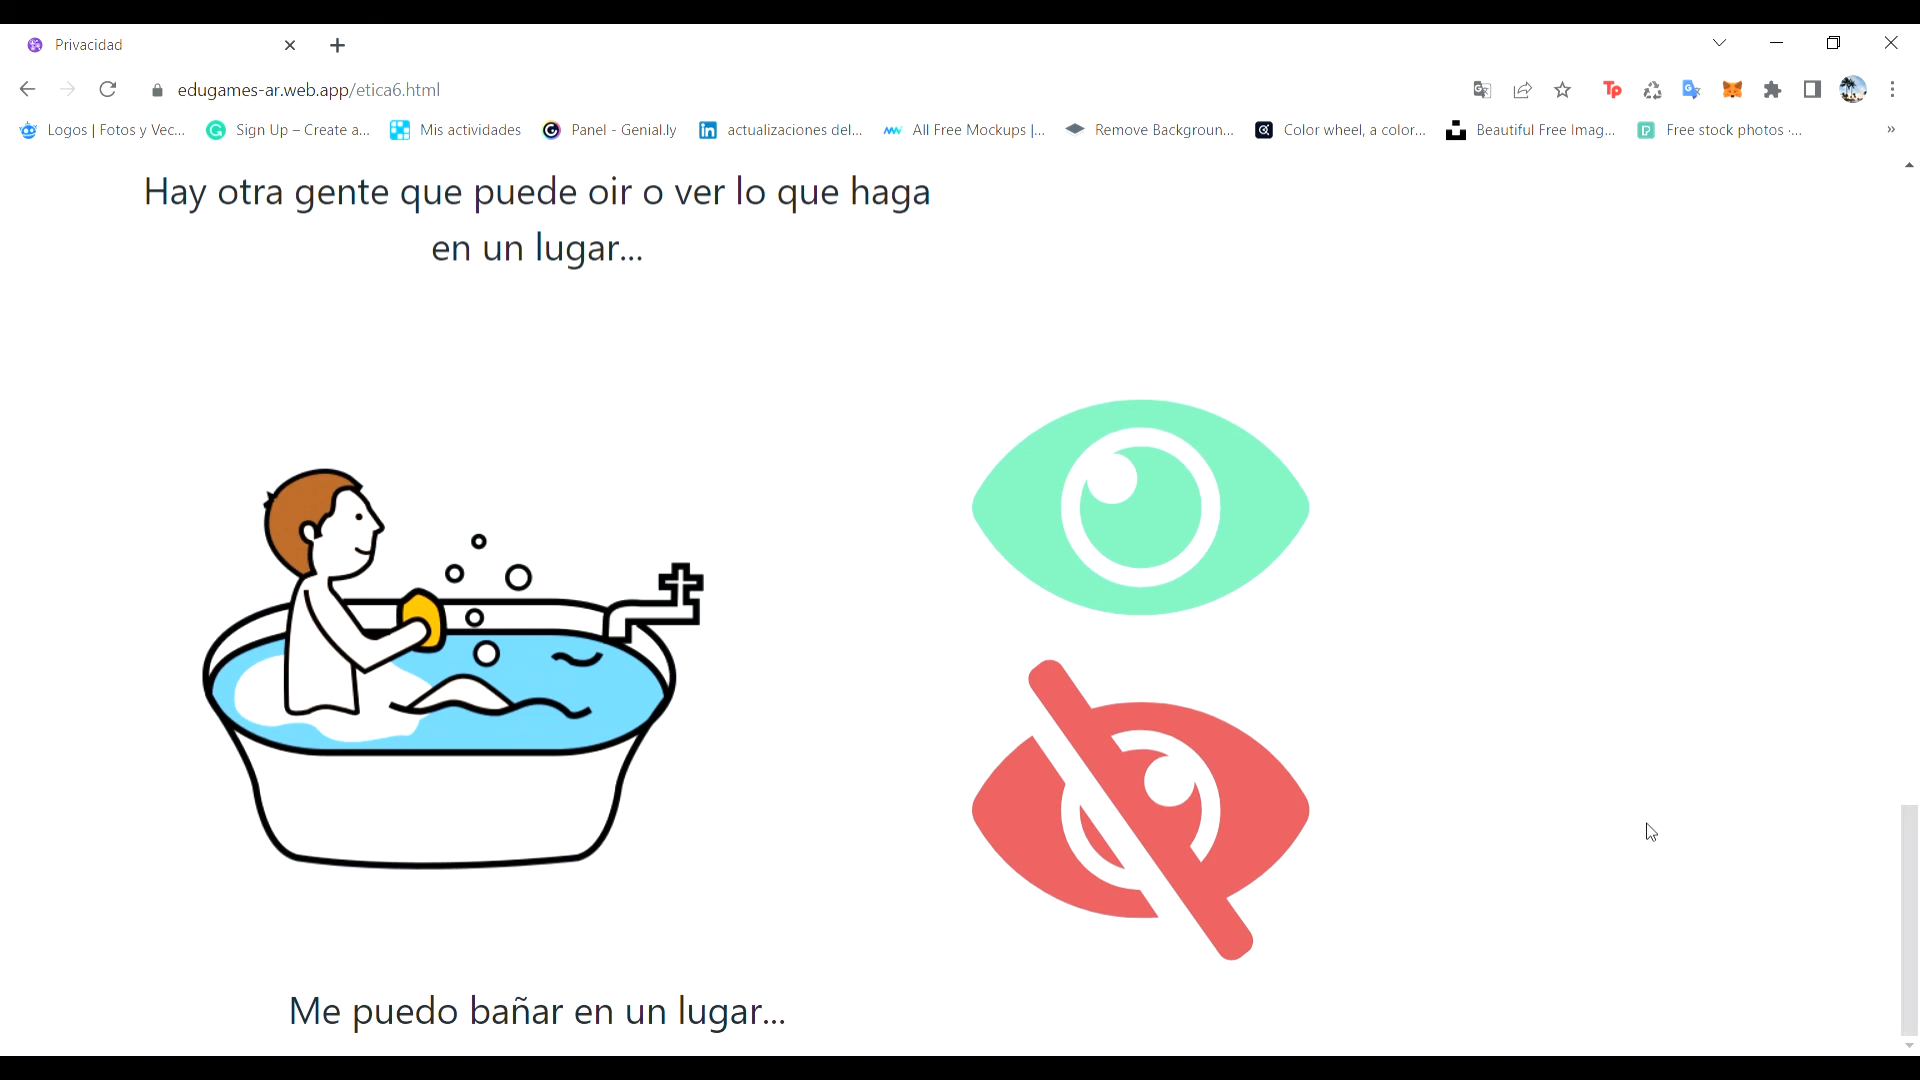 Privacidad
edugames-ar.web.app/etica6.html
Logos | Fotos y Vec...
Sign Up – Create a...
Mis actividades
Panel - Genial.ly
actualizaciones del...
All Free Mockups |...
Remove Backgroun...
Color wheel, a color...
Beautiful Free Imag...
Free stock photos ·...
Hay otra gente que puede oir o ver lo que haga
en un lugar...
Me puedo bañar en un lugar...